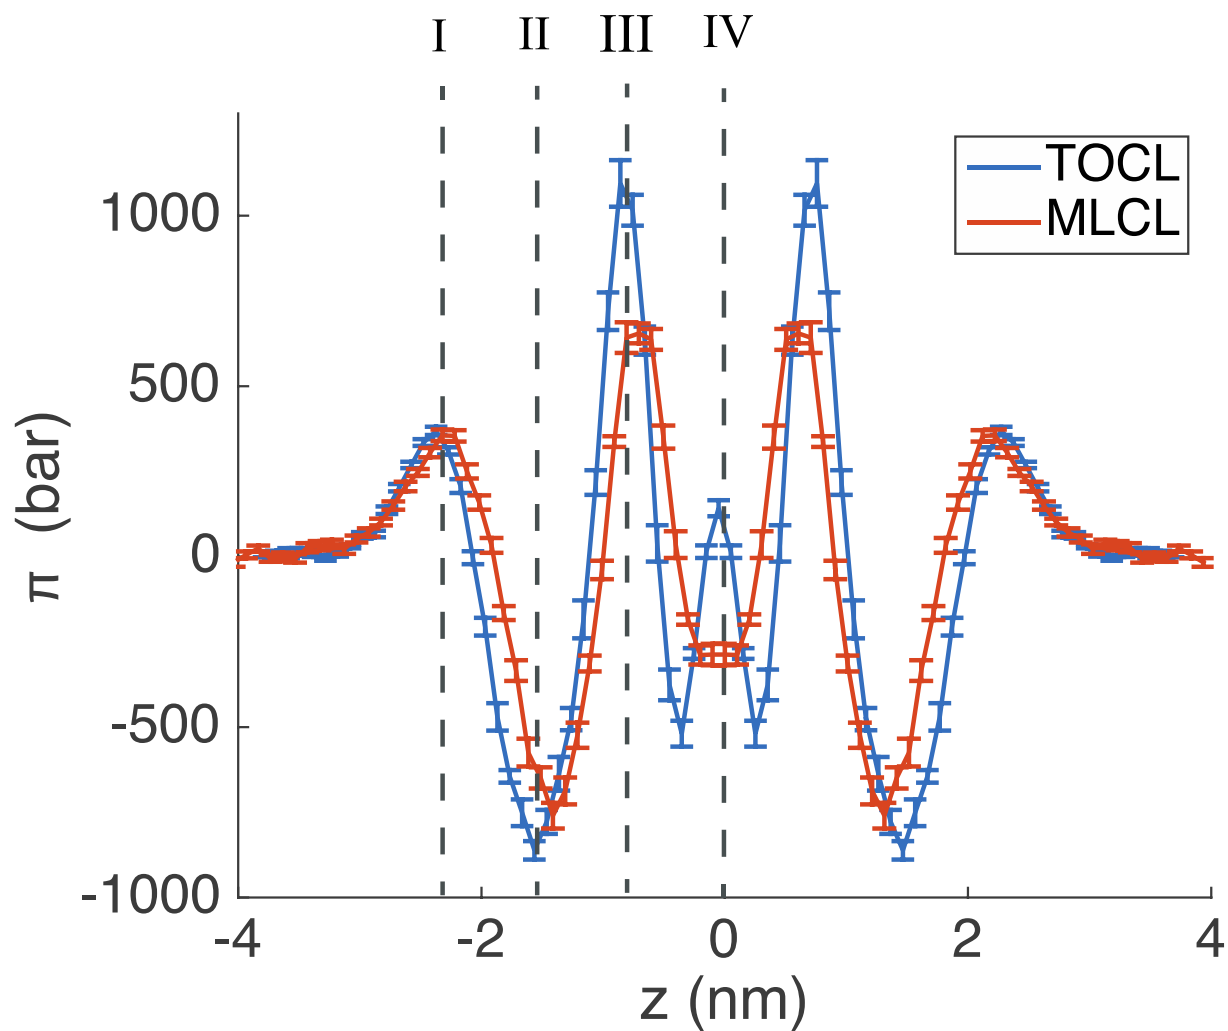 I II III IV
TOCL
MLCL
1000
500
0
-500
-1000
π (bar)
-4 -2 0 2 4
z (nm)